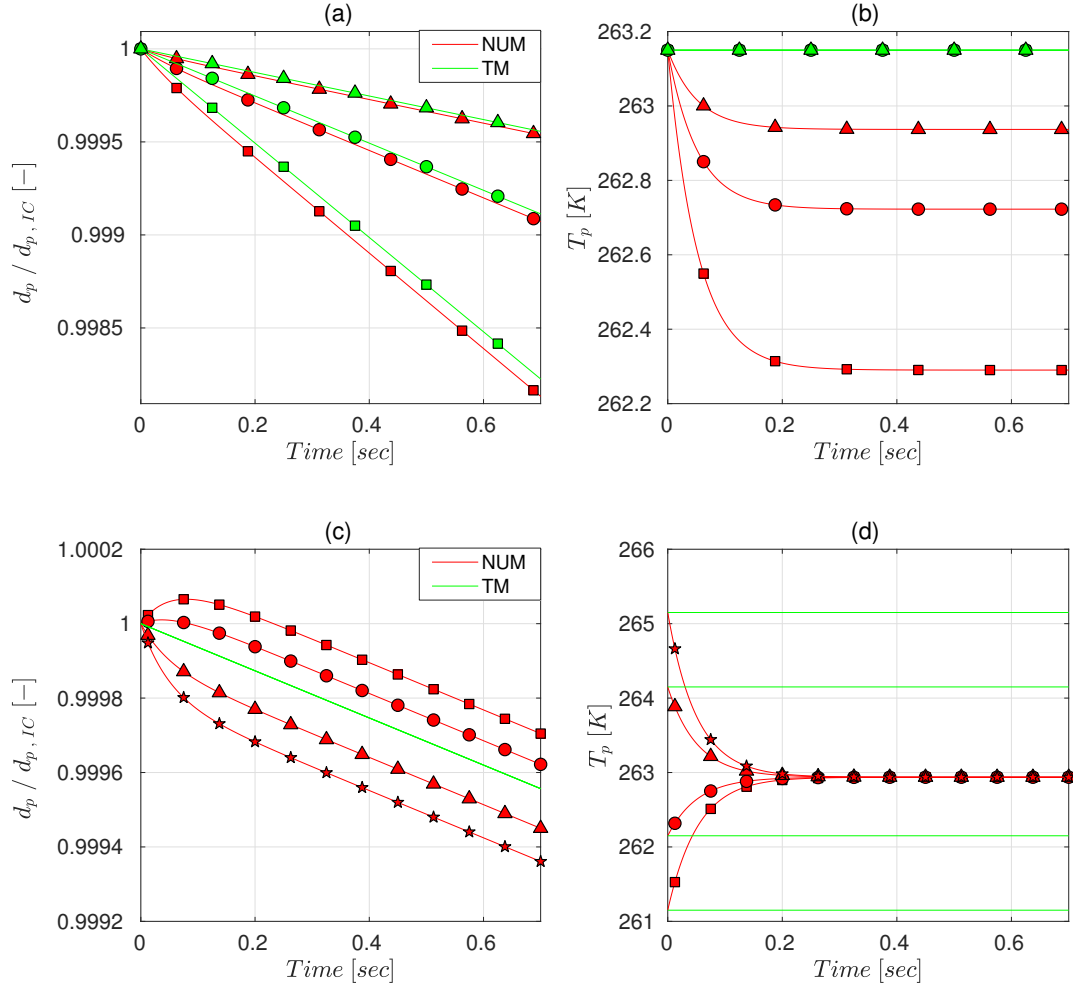 (a)
NUM
TM
1
0.9995
0.999
0.9985
0
0.2
0.4
0.6
d_p / d_{p,IC} [−]
Time [sec]
(b)
263.2
263
262.8
262.6
262.4
262.2
0
0.2
0.4
0.6
T_p [K]
Time [sec]
(c)
NUM
TM
1.0002
1
0.9998
0.9996
0.9994
0.9992
0
0.2
0.4
0.6
d_p / d_{p,IC} [−]
Time [sec]
(d)
266
265
264
263
262
261
0
0.2
0.4
0.6
T_p [K]
Time [sec]